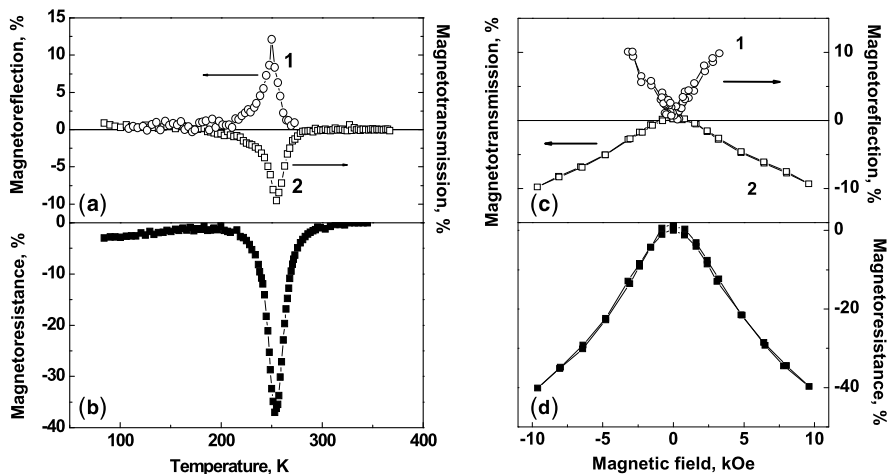 15
10
5
0
-5
10
Magnetoreflection, %
Magnetotransmission, %
1
2
(a)
0
-10
-20
-30
-40
Magnetoresistance, %
(b)
100
200
300
400
Temperature, K
Magnetotransmission, %
Magnetoreflection, %
1
2
10
0
-10
(c)
0
-20
-40
Magnetoresistance, %
(d)
-10
-5
0
5
10
Magnetic field, kOe